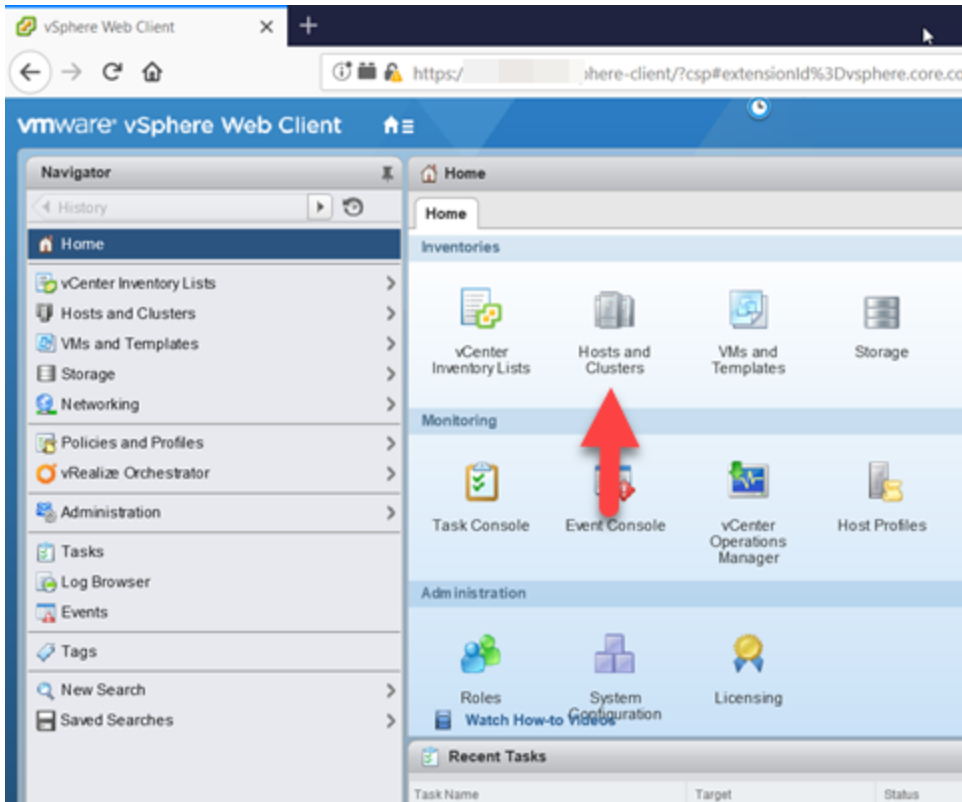 vSphere Web Client
https:/ here-client/?csp#extensionId%3Dvsphere.core.co
vmware® vSphere Web Client
Navigator
History
Home
vCenter Inventory Lists
Hosts and Clusters
VMs and Templates
Storage
Networking
Policies and Profiles
vRealize Orchestrator
Administration
Tasks
Log Browser
Events
Tags
New Search
Saved Searches
Home
Home
Inventories
vCenter
Inventory Lists
Hosts and
Clusters
VMs and
Templates
Storage
Monitoring
Task Console
Event Console
vCenter
Operations
Manager
Host Profiles
Administration
Roles
System
Configuration
Licensing
Watch How-to Videos
Recent Tasks
Task Name Target Status